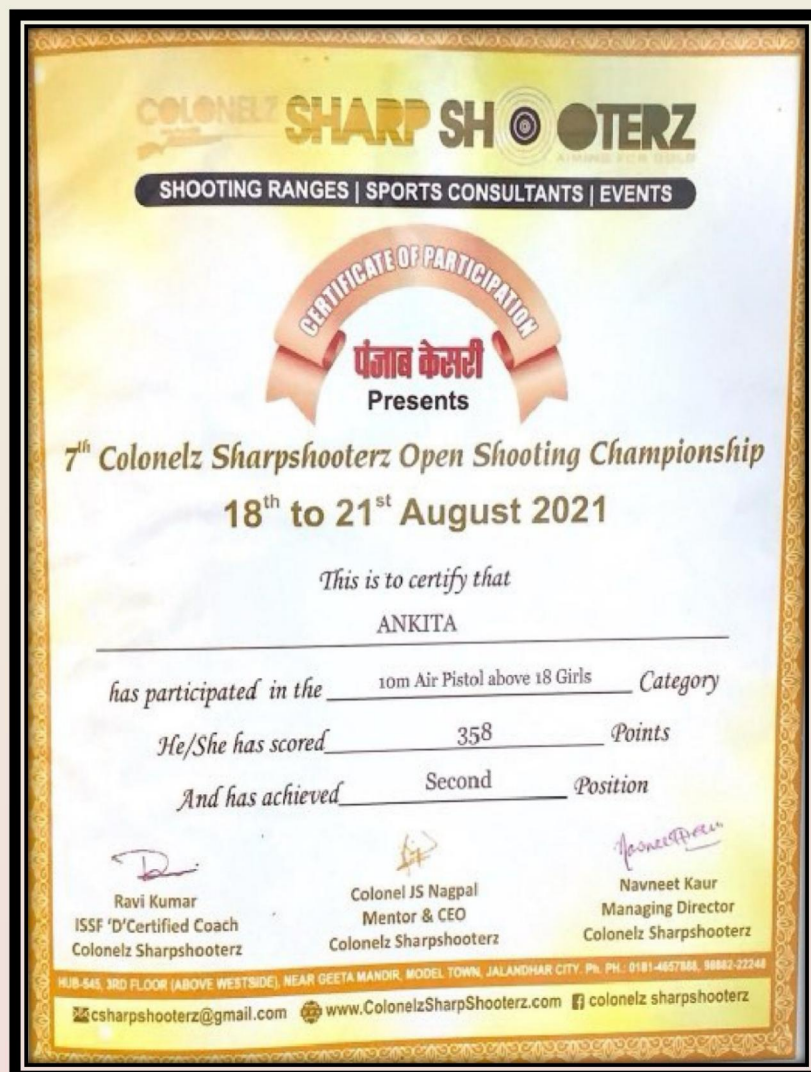 COLONELZ SHARP SHOOTERZ
AIMING FOR GOLD
SHOOTING RANGES | SPORTS CONSULTANTS | EVENTS
CERTIFICATE OF PARTICIPATION
पंजाब केसरी
Presents
7th Colonelz Sharpshooterz Open Shooting Championship
18th to 21st August 2021
This is to certify that
ANKITA
has participated in the 10m Air Pistol above 18 Girls Category
He/She has scored 358 Points
And has achieved Second Position
Ravi Kumar
ISSF 'D'Certified Coach
Colonelz Sharpshooterz
Colonel JS Nagpal
Mentor & CEO
Colonelz Sharpshooterz
Navneet Kaur
Managing Director
Colonelz Sharpshooterz
HUB-545, 3RD FLOOR (ABOVE WESTSIDE), NEAR GEETA MANDIR, MODEL TOWN, JALANDHAR CITY. Ph. PH.: 0181-4657888, 98882-22248
csharpshooterz@gmail.com www.ColonelzSharpShooterz.com colonelz sharpshooterz